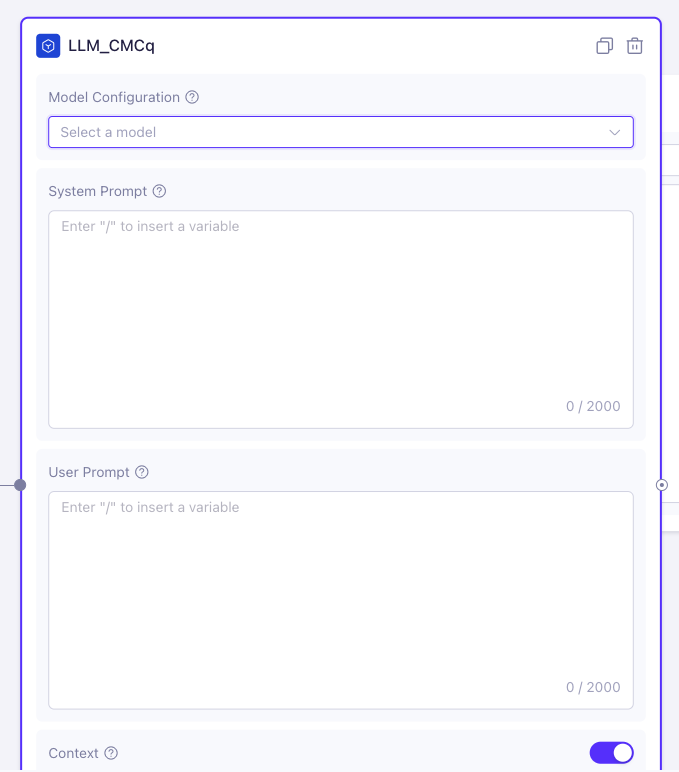 LLM_CMCq
Model Configuration
Select a model
System Prompt
Enter "/" to insert a variable
0 / 2000
User Prompt
Enter "/" to insert a variable
0 / 2000
Context